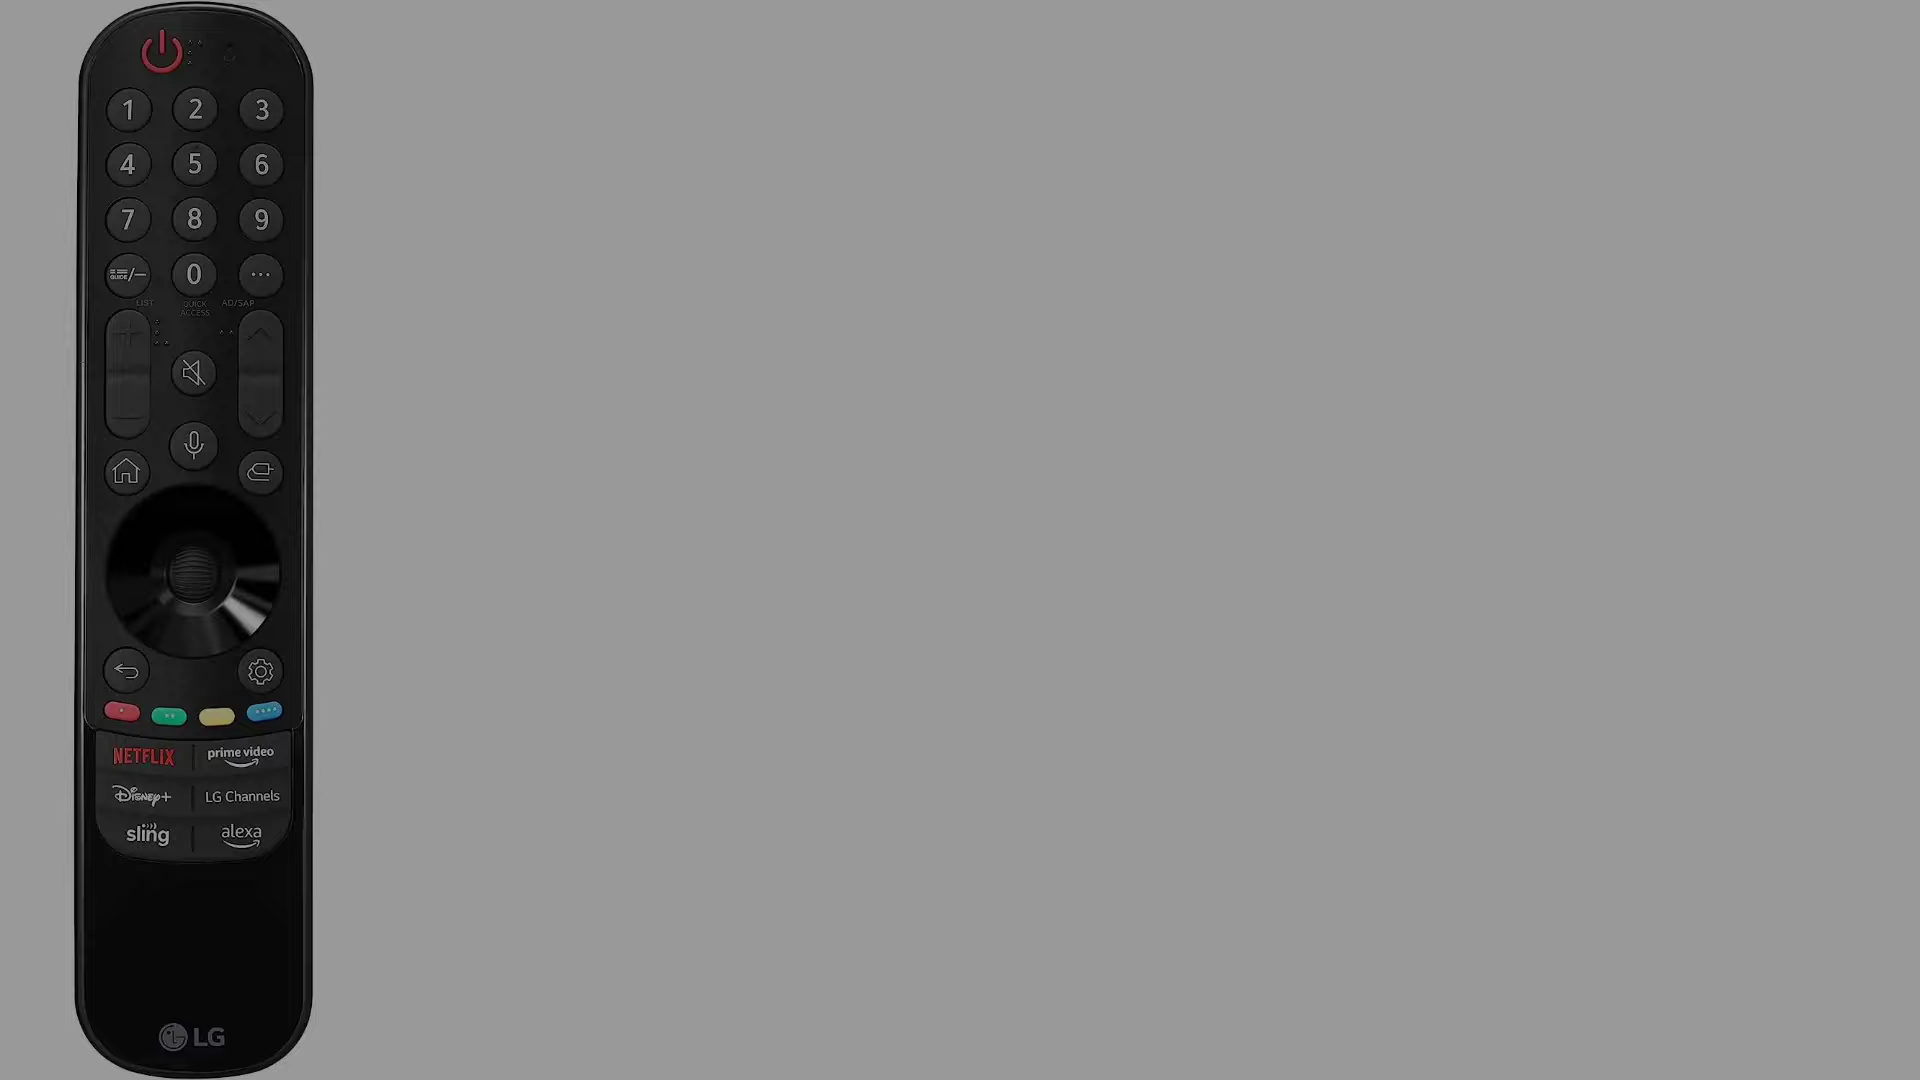 1 2 3
4 5 6
7 8 9
GUIDE/— 0 ...
LIST QUICK ACCESS AD/SAP
NETFLIX prime video
Disney+ LG Channels
sling alexa
LG